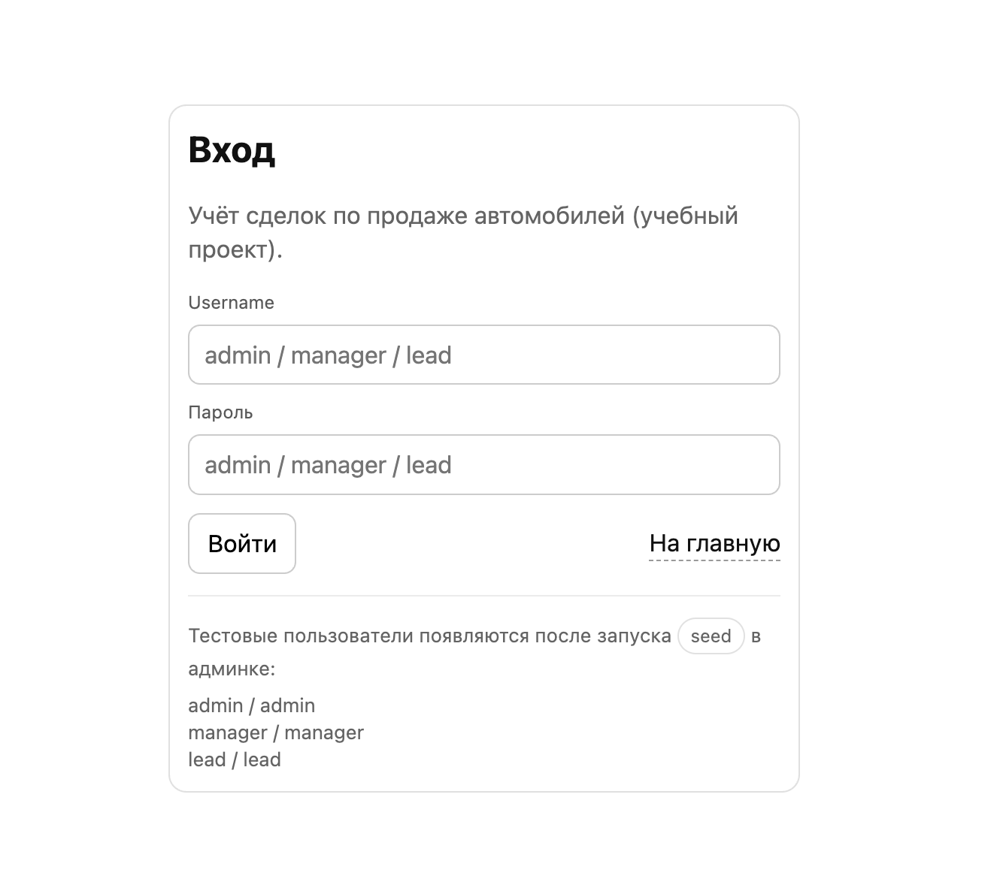 Вход
Учёт сделок по продаже автомобилей (учебный
проект).
Username
admin / manager / lead
Пароль
admin / manager / lead
Войти
На главную
Тестовые пользователи появляются после запуска seed в
админке:
admin / admin
manager / manager
lead / lead